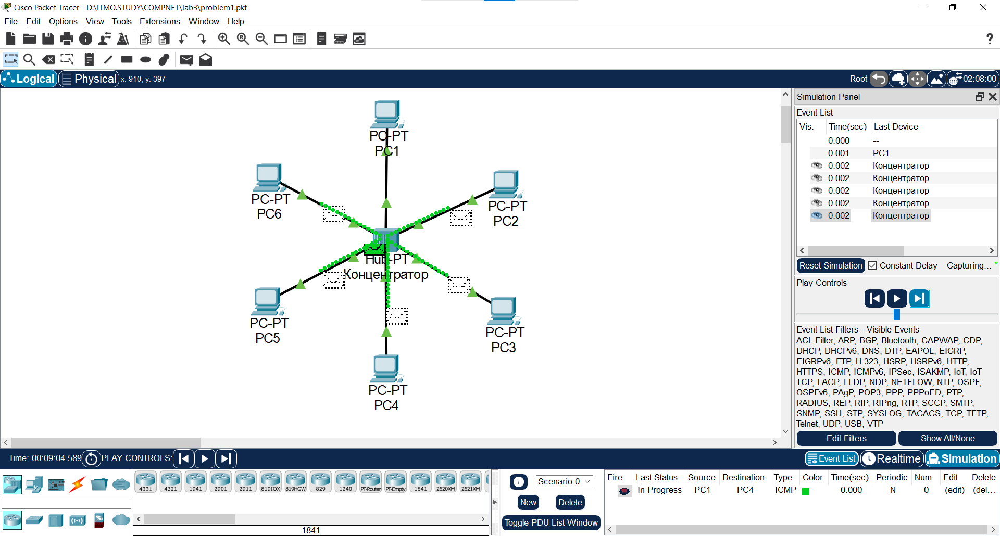 Cisco Packet Tracer - D:\ITMO.STUDY\COMPNET\lab3\problem1.pkt
File Edit Options View Tools Extensions Window Help
?
Logical Physical x: 910, y: 397 Root 02:08:00
PC-PT
PC1
PC-PT
PC6
PC-PT
PC2
Hub-PT
Концентратор
PC-PT
PC5
PC-PT
PC3
PC-PT
PC4
Simulation Panel
Event List
Vis. Time(sec) Last Device
0.000 --
0.001 PC1
0.002 Концентратор
0.002 Концентратор
0.002 Концентратор
0.002 Концентратор
0.002 Концентратор
Reset Simulation Constant Delay Capturing... *
Play Controls
Event List Filters - Visible Events
ACL Filter, ARP, BGP, Bluetooth, CAPWAP, CDP,
DHCP, DHCPv6, DNS, DTP, EAPOL, EIGRP,
EIGRPv6, FTP, H.323, HSRP, HSRPv6, HTTP,
HTTPS, ICMP, ICMPv6, IPSec, ISAKMP, IoT, IoT
TCP, LACP, LLDP, NDP, NETFLOW, NTP, OSPF,
OSPFv6, PAgP, POP3, PPP, PPPoED, PTP,
RADIUS, REP, RIP, RIPng, RTP, SCCP, SMTP,
SNMP, SSH, STP, SYSLOG, TACACS, TCP, TFTP,
Telnet, UDP, USB, VTP
Edit Filters Show All/None
Time: 00:09:04.589 PLAY CONTROLS: Event List Realtime Simulation
4331 4321 1941 2901 2911 819IOX 819HGW 829 1240 PT-Router PT-Empty 1841 2620XM 2621XM
1841
Scenario 0
New Delete
Toggle PDU List Window
Fire Last Status Source Destination Type Color Time(sec) Periodic Num Edit Delete
In Progress PC1 PC4 ICMP 0.000 N 0 (edit) (del...